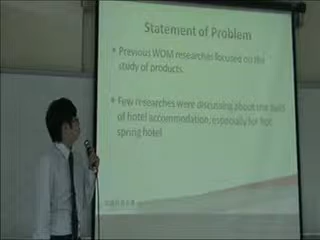 Statement of Problem
Previous WOM researches focused on the
study of products.
Few researches were discussing about the
of hotel accommodation, especially for hot
spring hotel